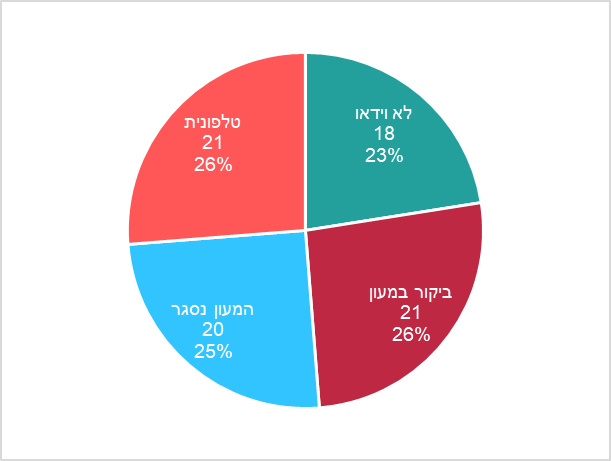 לא וידאו
18
23%
ביקור במעון
21
26%
המעון נסגר
20
25%
טלפונית
21
26%